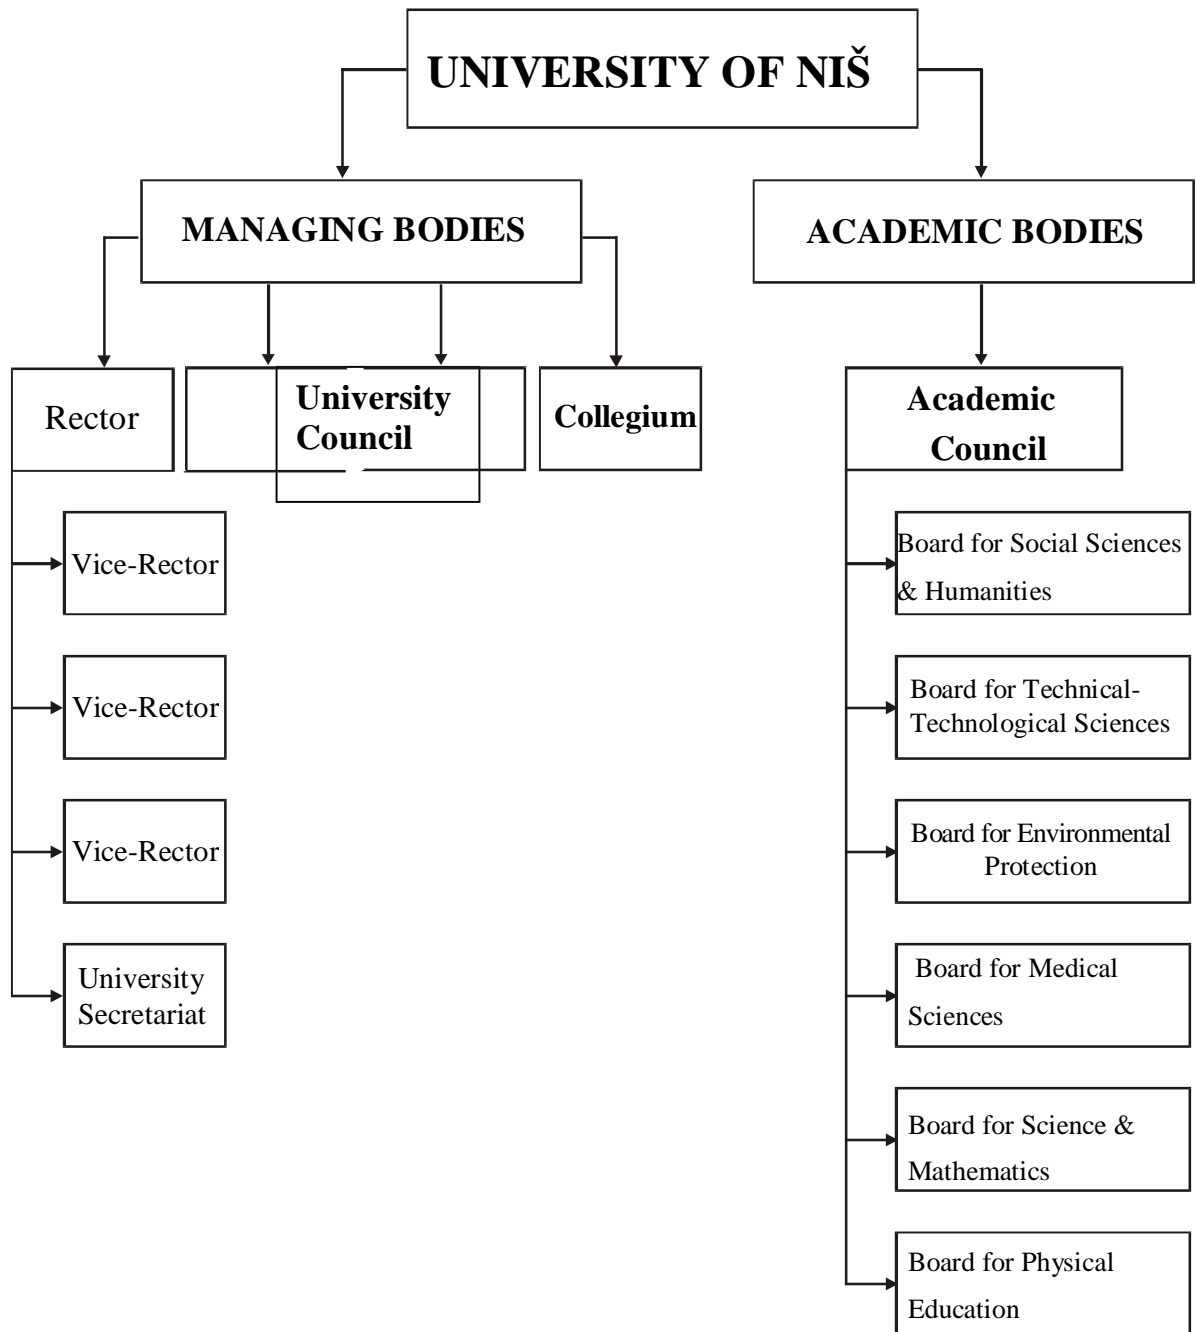 UNIVERSITY OF NIŠ
MANAGING BODIES
ACADEMIC BODIES
Rector
University
Council
Collegium
Academic
Council
Vice-Rector
Vice-Rector
Vice-Rector
University
Secretariat
Board for Social Sciences
& Humanities
Board for Technical-
Technological Sciences
Board for Environmental
Protection
Board for Medical
Sciences
Board for Science &
Mathematics
Board for Physical
Education